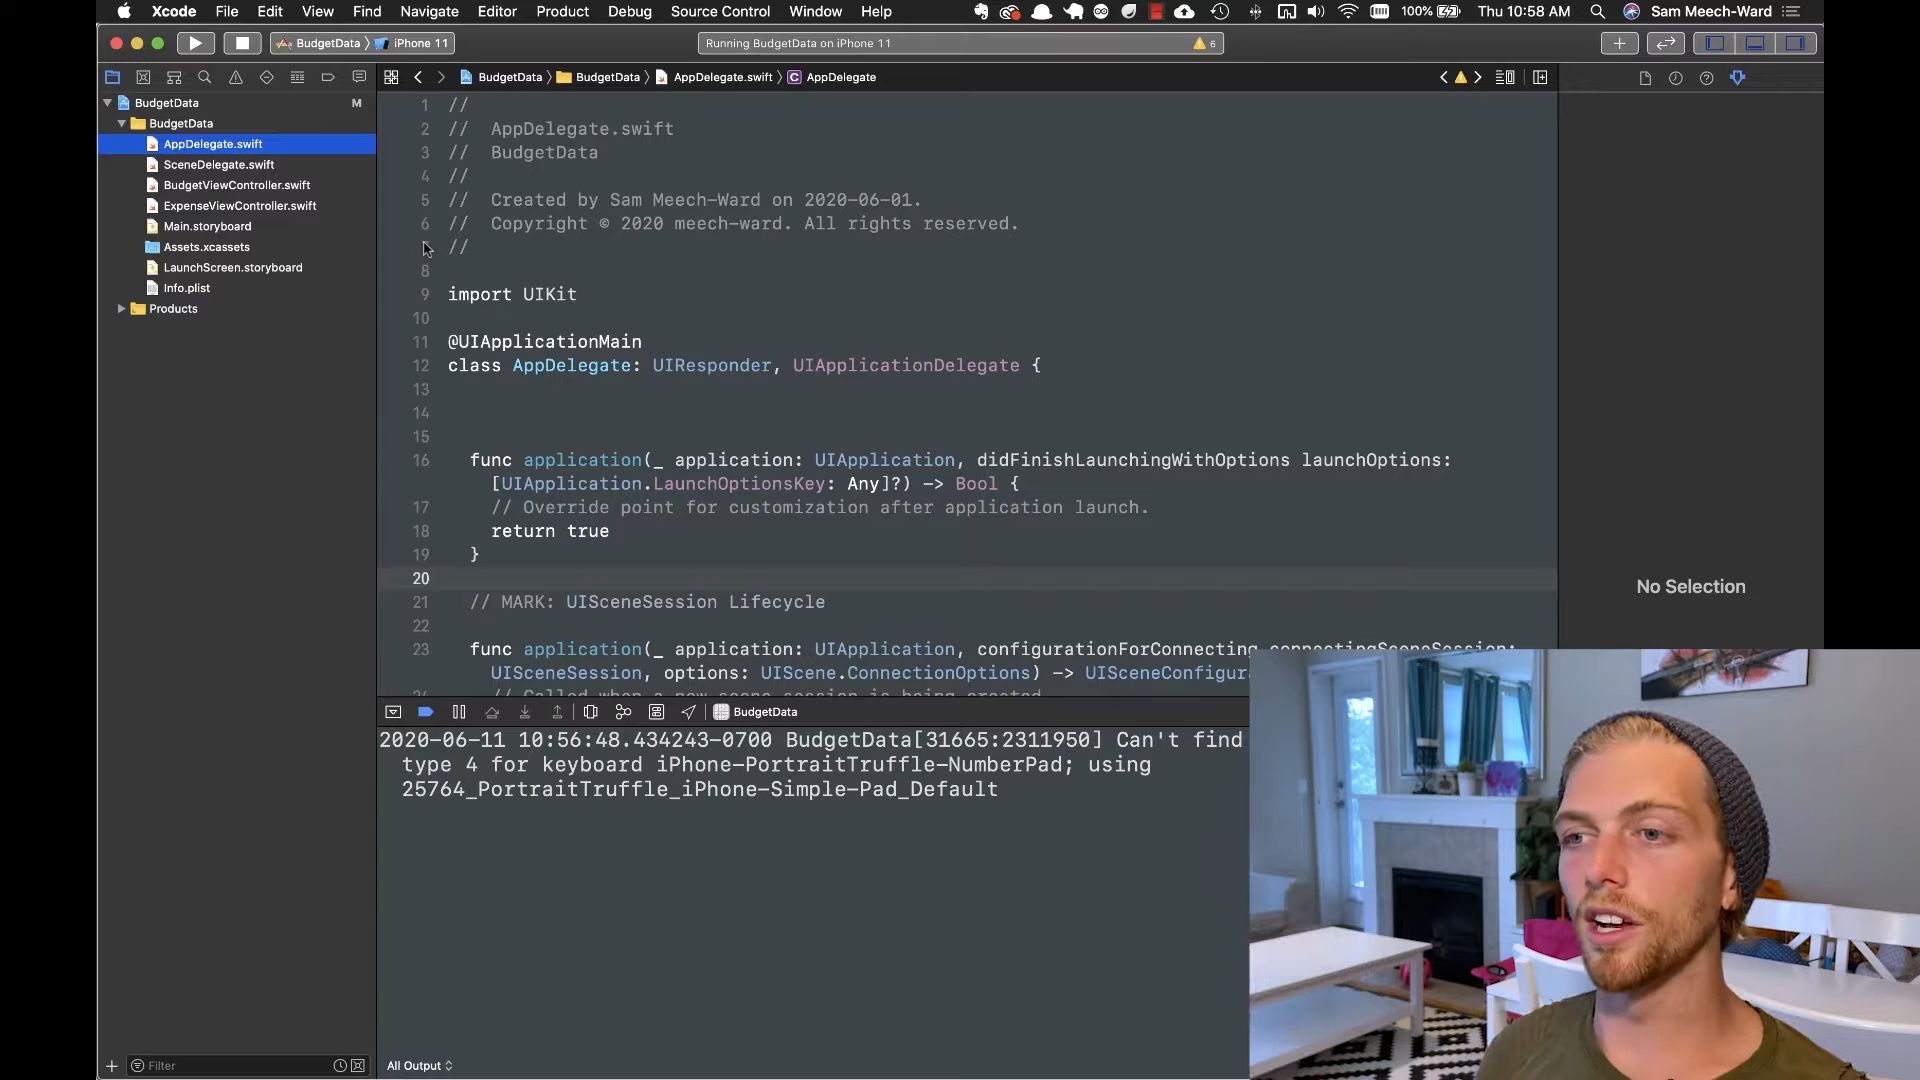 Xcode File Edit View Find Navigate Editor Product Debug Source Control Window Help 100% Thu 10:58 AM Sam Meech-Ward
BudgetData iPhone 11 Running BudgetData on iPhone 11 6
BudgetData BudgetData AppDelegate.swift C AppDelegate
BudgetData M
BudgetData
AppDelegate.swift
SceneDelegate.swift
BudgetViewController.swift
ExpenseViewController.swift
Main.storyboard
Assets.xcassets
LaunchScreen.storyboard
Info.plist
Products
Filter
1 //
2 // AppDelegate.swift
3 // BudgetData
4 //
5 // Created by Sam Meech-Ward on 2020-06-01.
6 // Copyright © 2020 meech-ward. All rights reserved.
//
8
9 import UIKit
10
11 @UIApplicationMain
12 class AppDelegate: UIResponder, UIApplicationDelegate {
13
14
15
16 func application(_ application: UIApplication, didFinishLaunchingWithOptions launchOptions:
[UIApplication.LaunchOptionsKey: Any]?) -> Bool {
17 // Override point for customization after application launch.
18 return true
19 }
20
21 // MARK: UISceneSession Lifecycle
22
23 func application(_ application: UIApplication, configurationForConnecting connectingSceneSession:
UISceneSession, options: UIScene.ConnectionOptions) -> UISceneConfigura
// Called when a new scene session is being created
No Selection
BudgetData
2020-06-11 10:56:48.434243-0700 BudgetData[31665:2311950] Can't find
type 4 for keyboard iPhone-PortraitTruffle-NumberPad; using
25764_PortraitTruffle_iPhone-Simple-Pad_Default
All Output